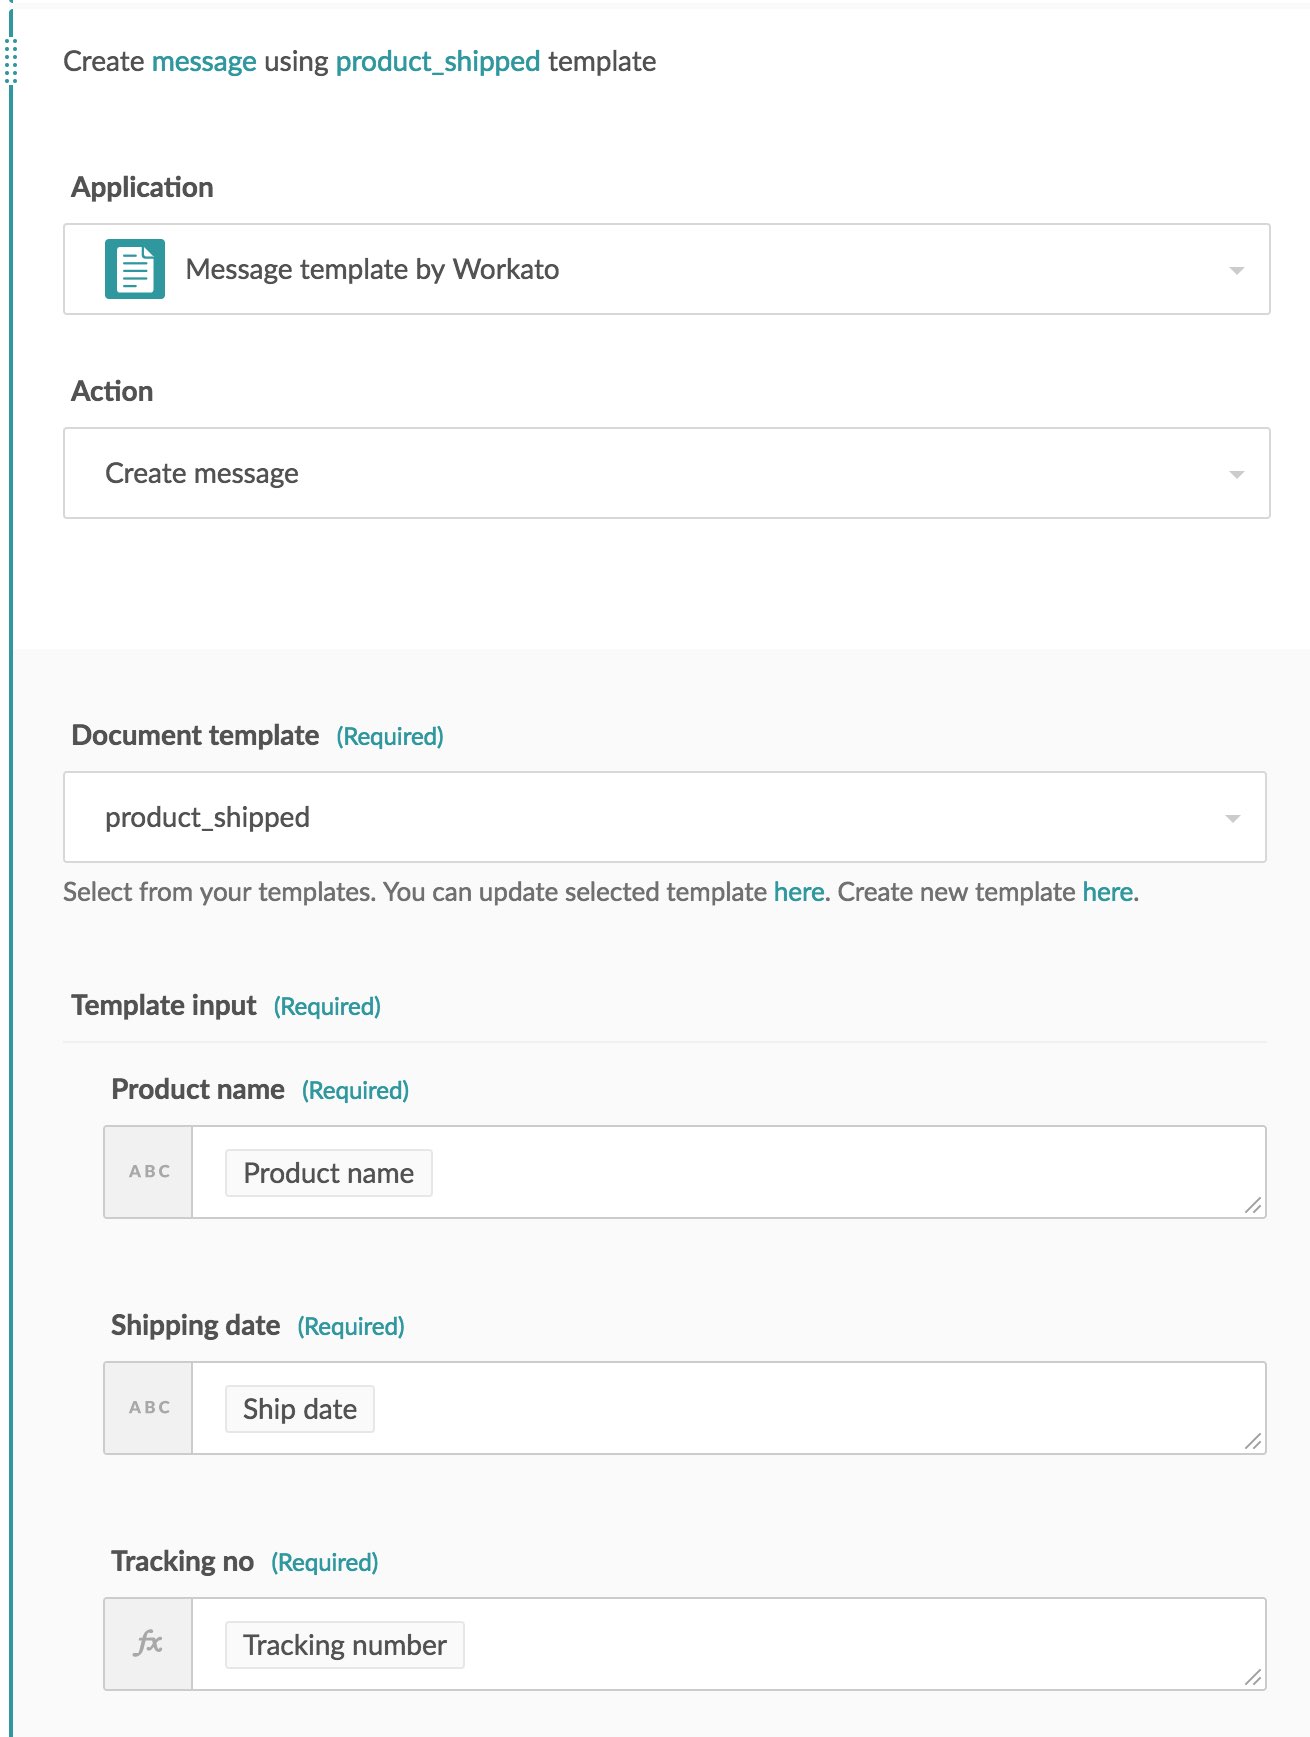 Create message using product_shipped template
Application
Message template by Workato
Action
Create message
Document template (Required)
product_shipped
Select from your templates. You can update selected template here. Create new template here.
Template input (Required)
Product name (Required)
ABC Product name
Shipping date (Required)
ABC Ship date
Tracking no (Required)
fx Tracking number